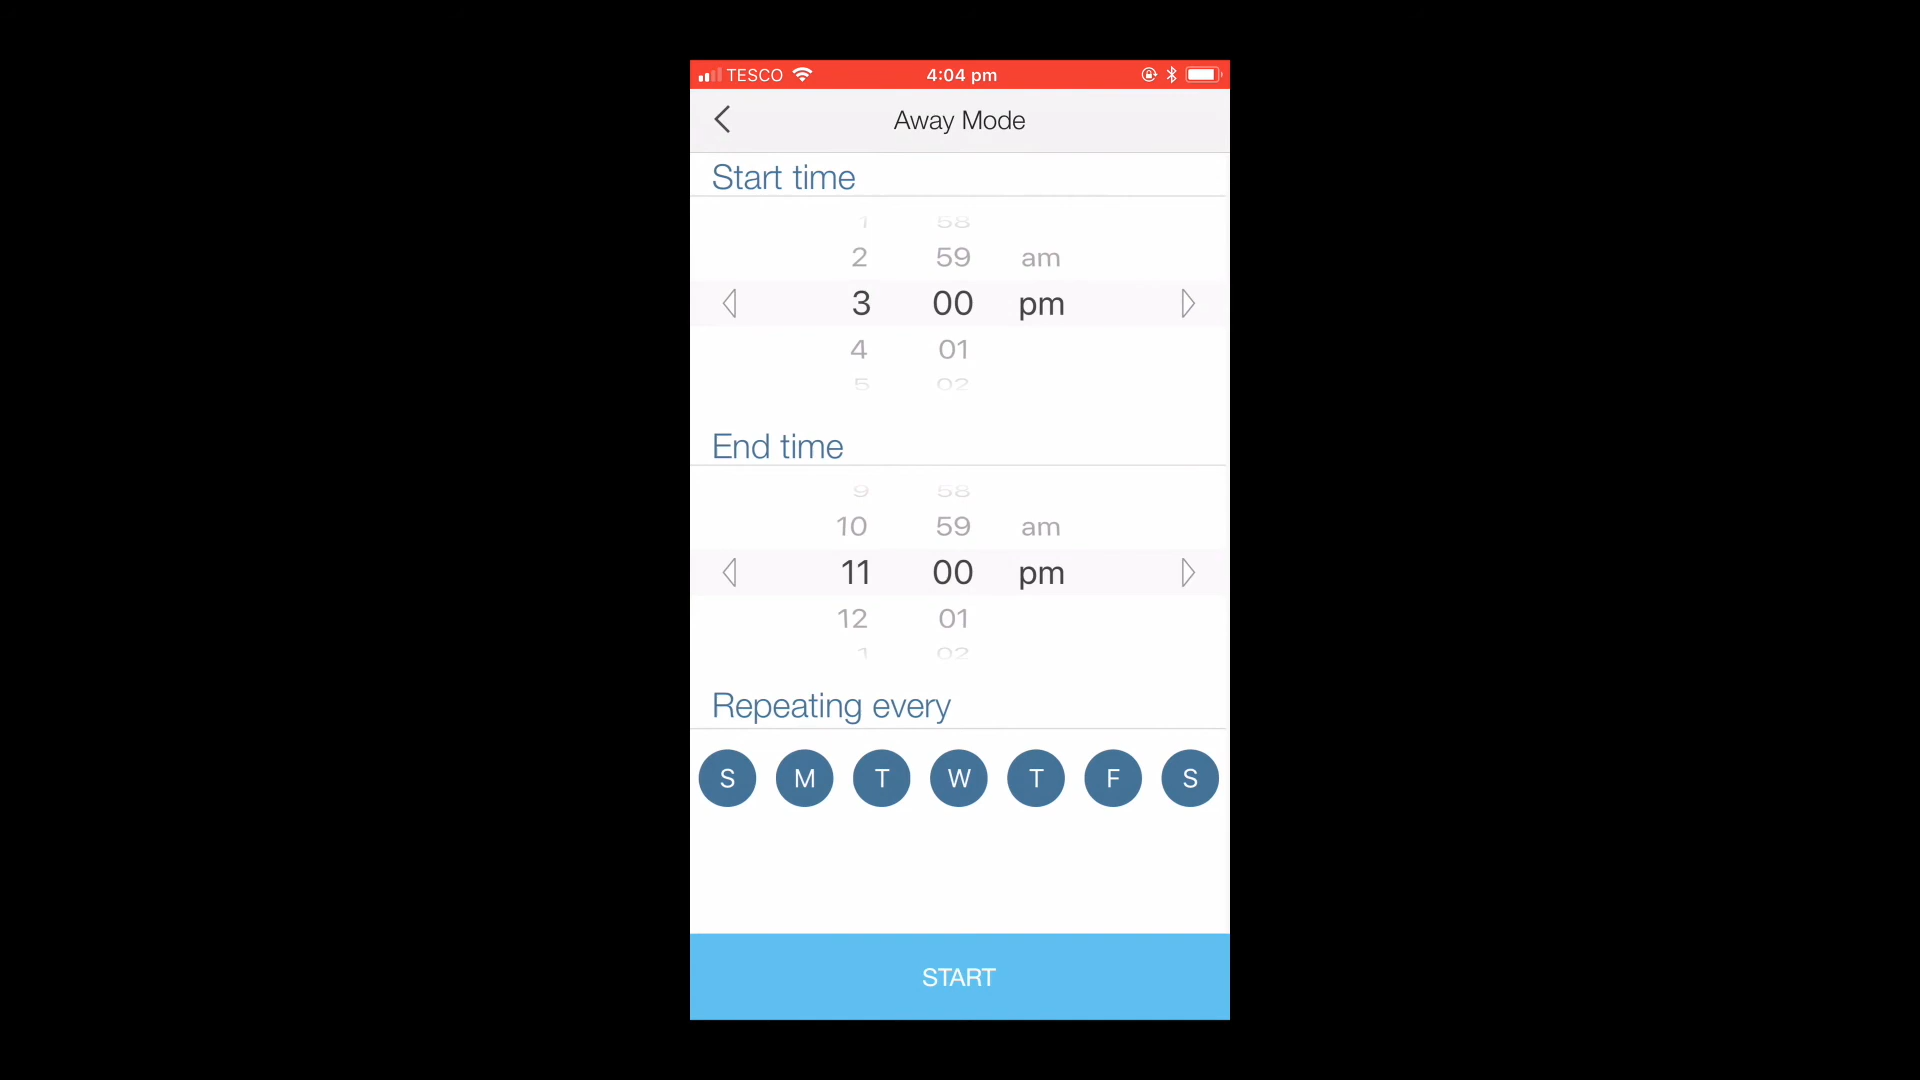 TESCO 4:04 pm
Away Mode
Start time
1 58
2 59 am
3 00 pm
4 01
5 02
End time
9 58
10 59 am
11 00 pm
12 01
1 02
Repeating every
S M T W T F S
START